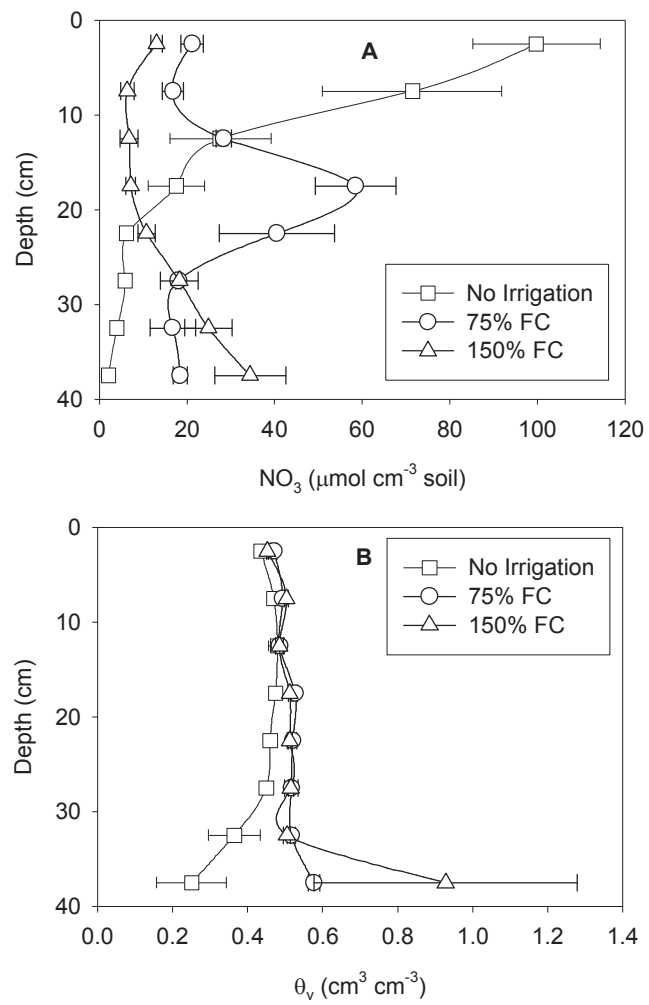 0
10
20
30
40
Depth (cm)
A
No Irrigation
75% FC
150% FC
0 20 40 60 80 100 120
NO₃ (μmol cm⁻³ soil)
0
10
20
30
40
Depth (cm)
B
No Irrigation
75% FC
150% FC
0.0 0.2 0.4 0.6 0.8 1.0 1.2 1.4
θᵥ (cm³ cm⁻³)